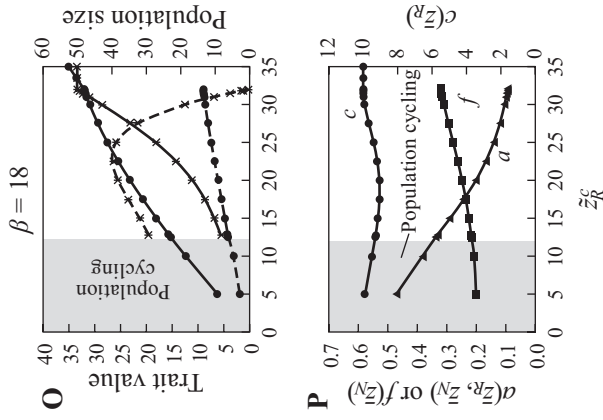 β = 18
O
Trait value
40
35
30
25
20
15
10
5
0
Population size
60
50
40
30
20
10
0
Population
cycling
P
a(z̄R, z̄N) or f(z̄N)
0.7
0.6
0.5
0.4
0.3
0.2
0.1
0.0
c(z̄R)
12
10
8
6
4
2
0
c
Population cycling
f
a
0 5 10 15 20 25 30 35
z̃ᶜR